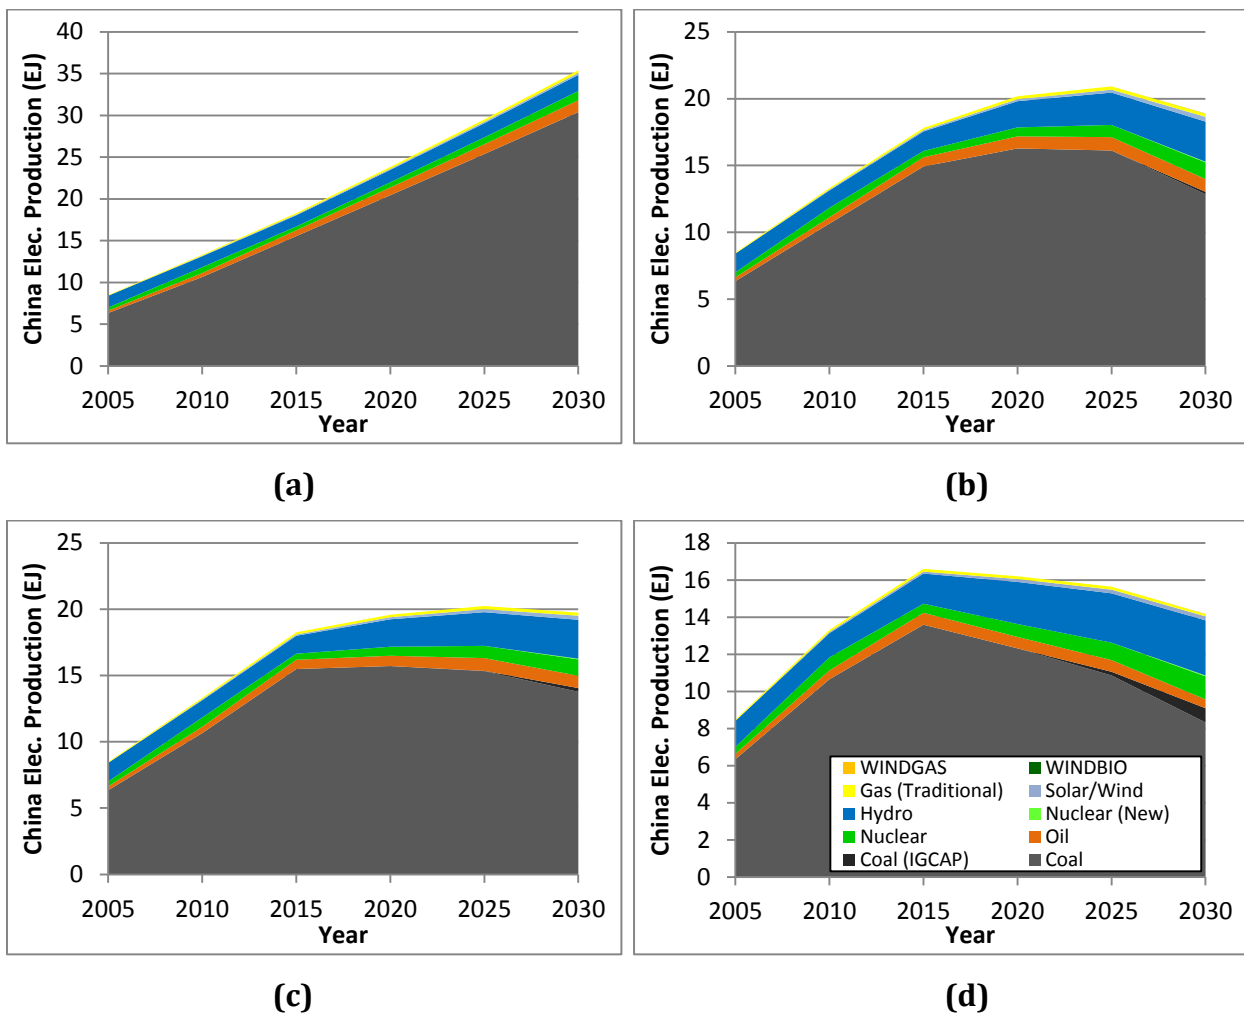 China Elec. Production (EJ)
40
35
30
25
20
15
10
5
0
2005 2010 2015 2020 2025 2030
Year
(a)
China Elec. Production (EJ)
25
20
15
10
5
0
2005 2010 2015 2020 2025 2030
Year
(b)
China Elec. Production (EJ)
25
20
15
10
5
0
2005 2010 2015 2020 2025 2030
Year
(c)
China Elec. Production (EJ)
18
16
14
12
10
8
6
4
2
0
WINDGAS WINDBIO
Gas (Traditional) Solar/Wind
Hydro Nuclear (New)
Nuclear Oil
Coal (IGCAP) Coal
2005 2010 2015 2020 2025 2030
Year
(d)